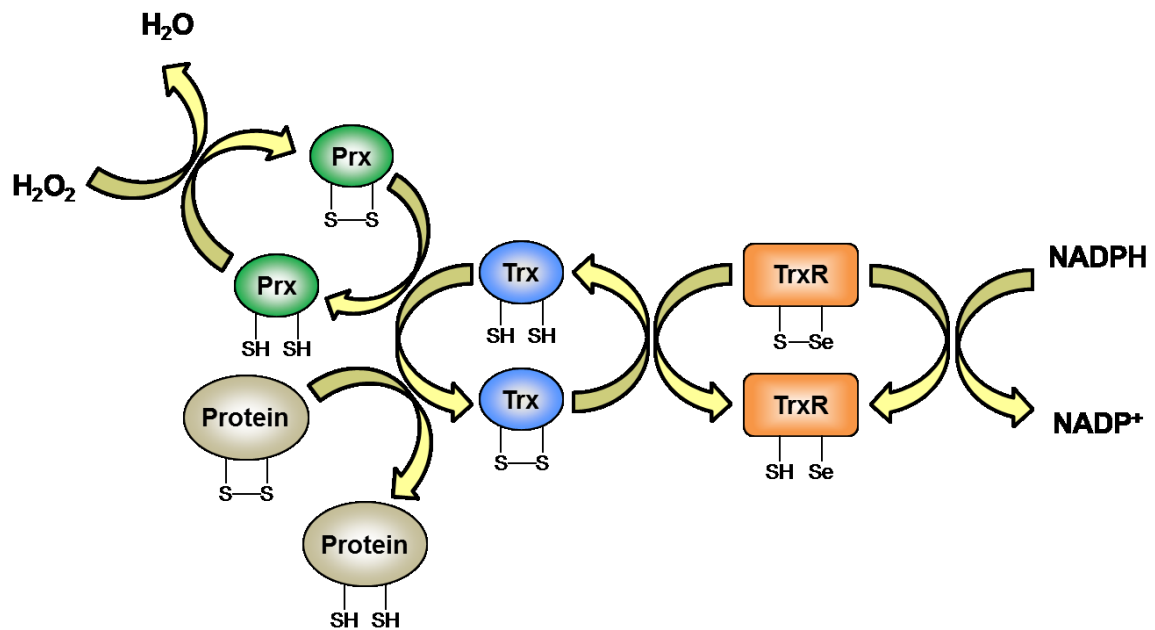 H₂O
H₂O₂
Prx
S—S
Prx
SH SH
Protein
S—S
Protein
SH SH
Trx
SH SH
Trx
S—S
TrxR
S—Se
TrxR
SH Se
NADPH
NADP⁺